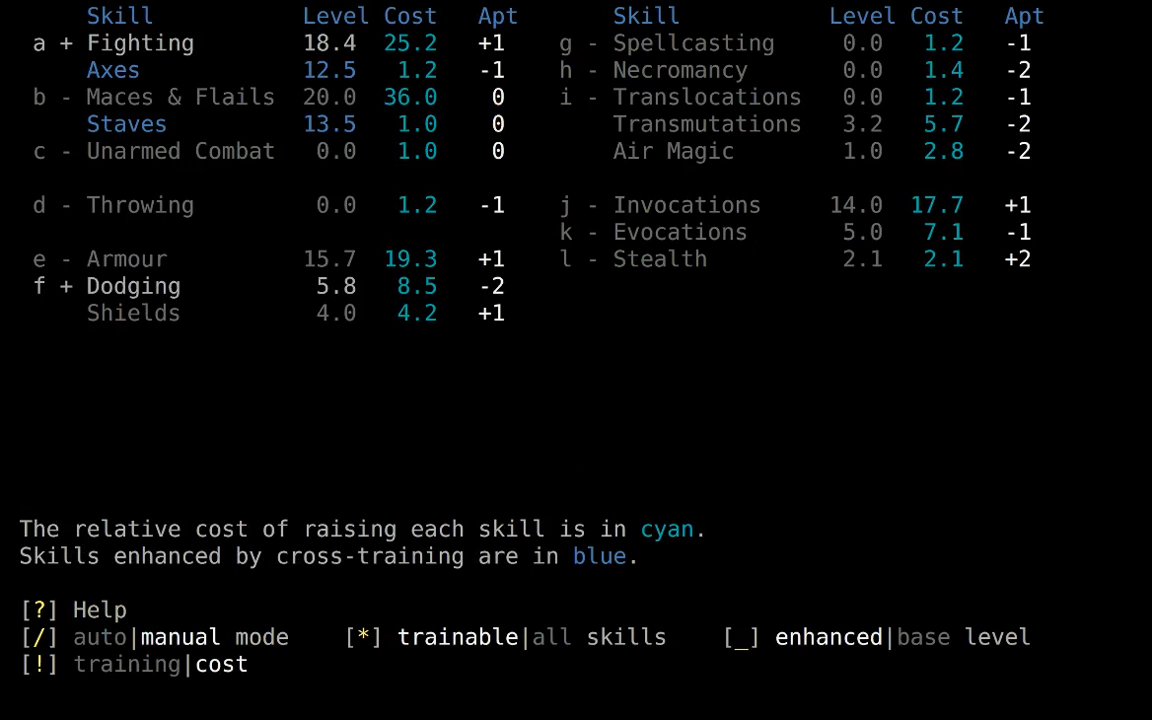 Skill Level Cost Apt Skill Level Cost Apt
a + Fighting 18.4 25.2 +1 g - Spellcasting 0.0 1.2 -1
Axes 12.5 1.2 -1 h - Necromancy 0.0 1.4 -2
b - Maces & Flails 20.0 36.0 0 i - Translocations 0.0 1.2 -1
Staves 13.5 1.0 0 Transmutations 3.2 5.7 -2
c - Unarmed Combat 0.0 1.0 0 Air Magic 1.0 2.8 -2
d - Throwing 0.0 1.2 -1 j - Invocations 14.0 17.7 +1
k - Evocations 5.0 7.1 -1
e - Armour 15.7 19.3 +1 l - Stealth 2.1 2.1 +2
f + Dodging 5.8 8.5 -2
Shields 4.0 4.2 +1
The relative cost of raising each skill is in cyan.
Skills enhanced by cross-training are in blue.
[?] Help
[/] auto|manual mode [*] trainable|all skills [_] enhanced|base level
[!] training|cost